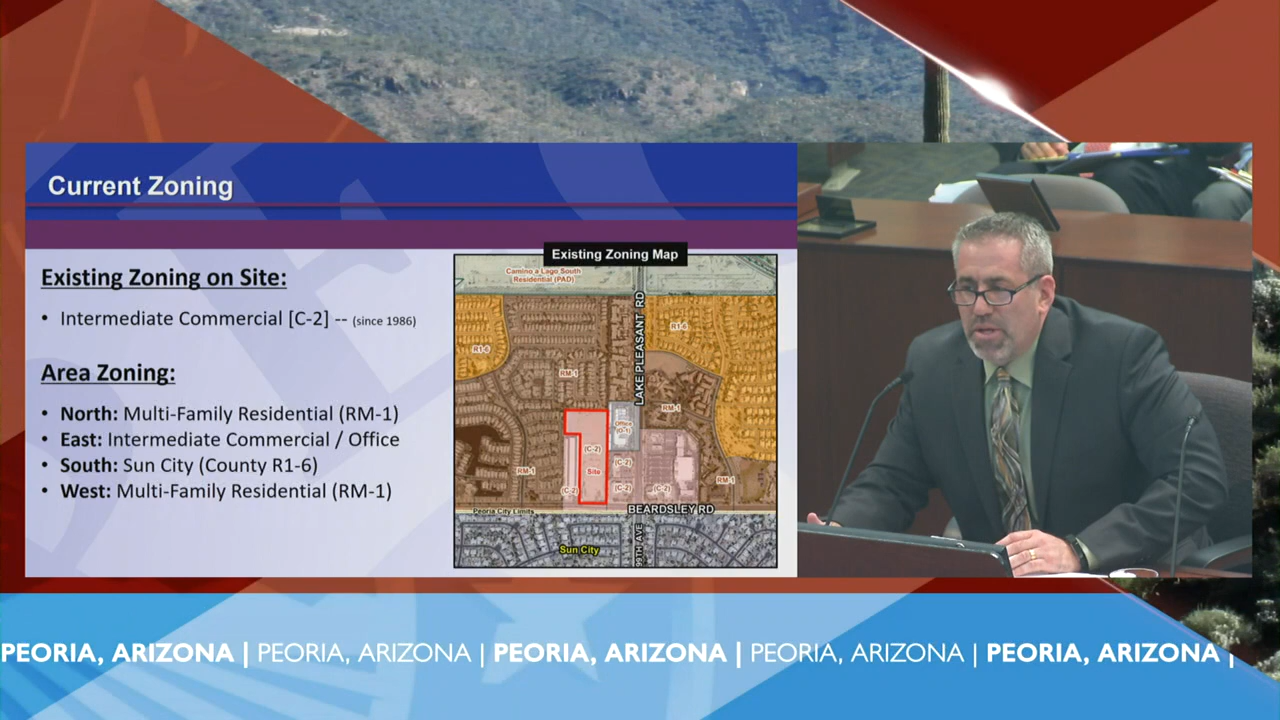 Current Zoning
Existing Zoning on Site:
• Intermediate Commercial [C-2] -- (since 1986)
Area Zoning:
• North: Multi-Family Residential (RM-1)
• East: Intermediate Commercial / Office
• South: Sun City (County R1-6)
• West: Multi-Family Residential (RM-1)
Existing Zoning Map
Camino a Lago South
Residential (PAD)
LAKE PLEASANT RD
R1-6
R1-6
RM-1
RM-1
Office
(O-1)
(C-2)
(C-2)
Site
RM-1
RM-1
(C-2)
(C-2)
(C-2)
Peoria City Limits
BEARDSLEY RD
Sun City
99TH AVE
PEORIA, ARIZONA | PEORIA, ARIZONA | PEORIA, ARIZONA | PEORIA, ARIZONA | PEORIA, ARIZONA |